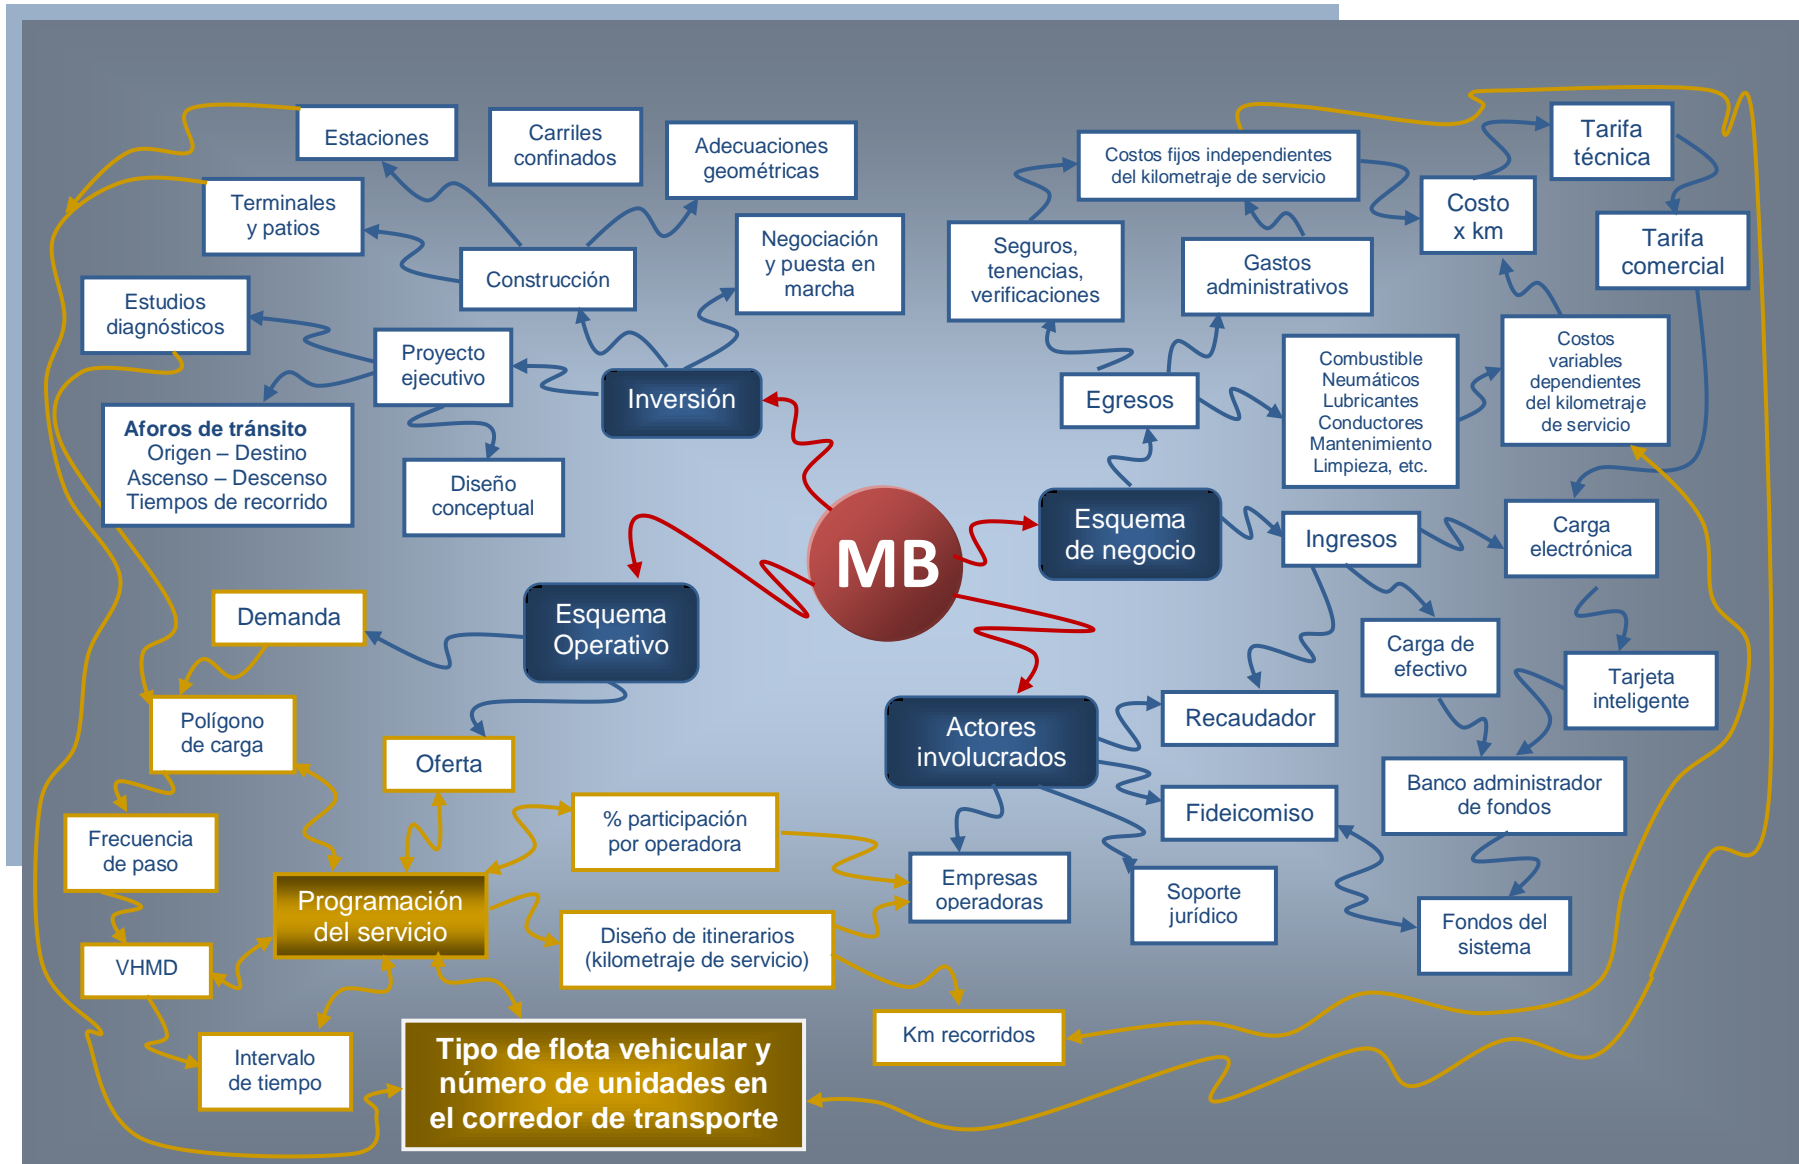 Estaciones
Carriles
confinados
Adecuaciones
geométricas
Terminales
y patios
Construcción
Negociación
y puesta en
marcha
Estudios
diagnósticos
Proyecto
ejecutivo
Inversión
Aforos de tránsito
Origen – Destino
Ascenso – Descenso
Tiempos de recorrido
Diseño
conceptual
Costos fijos independientes
del kilometraje de servicio
Tarifa
técnica
Costo
x km
Tarifa
comercial
Seguros,
tenencias,
verificaciones
Gastos
administrativos
Egresos
Combustible
Neumáticos
Lubricantes
Conductores
Mantenimiento
Limpieza, etc.
Costos
variables
dependientes
del kilometraje
de servicio
MB
Esquema
de negocio
Ingresos
Carga
electrónica
Demanda
Esquema
Operativo
Carga de
efectivo
Tarjeta
inteligente
Polígono
de carga
Oferta
Actores
involucrados
Recaudador
Banco administrador
de fondos
Frecuencia
de paso
% participación
por operadora
Fideicomiso
Programación
del servicio
Empresas
operadoras
Soporte
jurídico
Fondos del
sistema
VHMD
Diseño de itinerarios
(kilometraje de servicio)
Km recorridos
Intervalo
de tiempo
Tipo de flota vehicular y
número de unidades en
el corredor de transporte